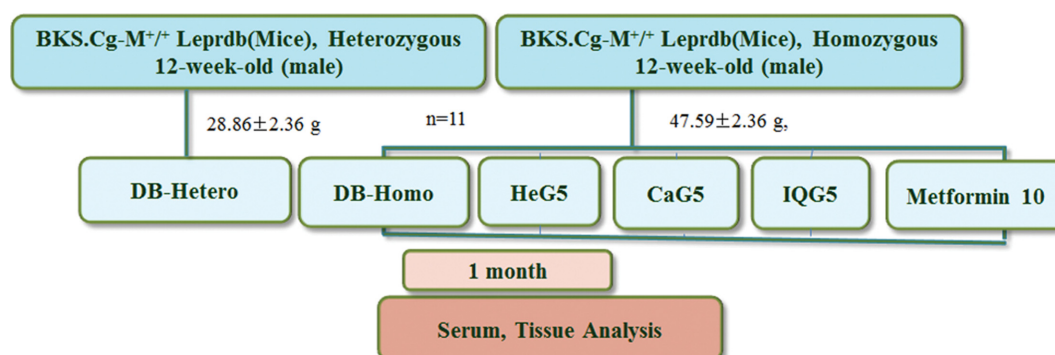 BKS.Cg-M+/+ Leprdb(Mice), Heterozygous
12-week-old (male)
BKS.Cg-M+/+ Leprdb(Mice), Homozygous
12-week-old (male)
28.86±2.36 g
n=11
47.59±2.36 g,
DB-Hetero
DB-Homo
HeG5
CaG5
IQG5
Metformin 10
1 month
Serum, Tissue Analysis